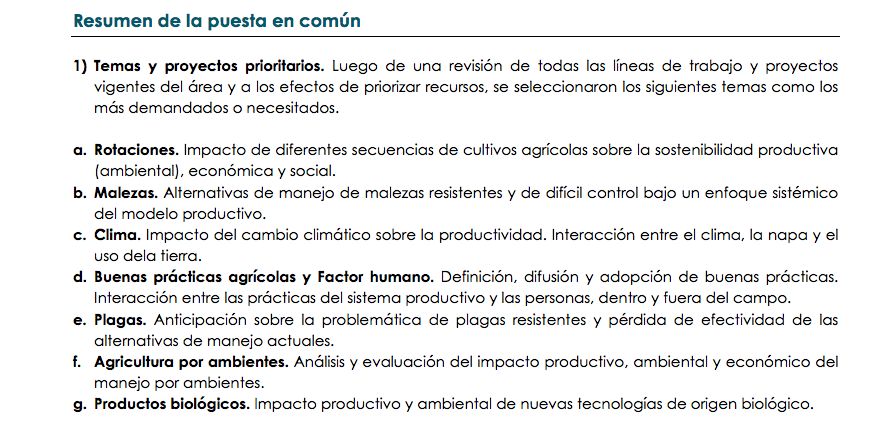 Resumen de la puesta en común
1) Temas y proyectos prioritarios. Luego de una revisión de todas las líneas de trabajo y proyectos
vigentes del área y a los efectos de priorizar recursos, se seleccionaron los siguientes temas como los
más demandados o necesitados.
a. Rotaciones. Impacto de diferentes secuencias de cultivos agrícolas sobre la sostenibilidad productiva
(ambiental), económica y social.
b. Malezas. Alternativas de manejo de malezas resistentes y de difícil control bajo un enfoque sistémico
del modelo productivo.
c. Clima. Impacto del cambio climático sobre la productividad. Interacción entre el clima, la napa y el
uso dela tierra.
d. Buenas prácticas agrícolas y Factor humano. Definición, difusión y adopción de buenas prácticas.
Interacción entre las prácticas del sistema productivo y las personas, dentro y fuera del campo.
e. Plagas. Anticipación sobre la problemática de plagas resistentes y pérdida de efectividad de las
alternativas de manejo actuales.
f. Agricultura por ambientes. Análisis y evaluación del impacto productivo, ambiental y económico del
manejo por ambientes.
g. Productos biológicos. Impacto productivo y ambiental de nuevas tecnologías de origen biológico.